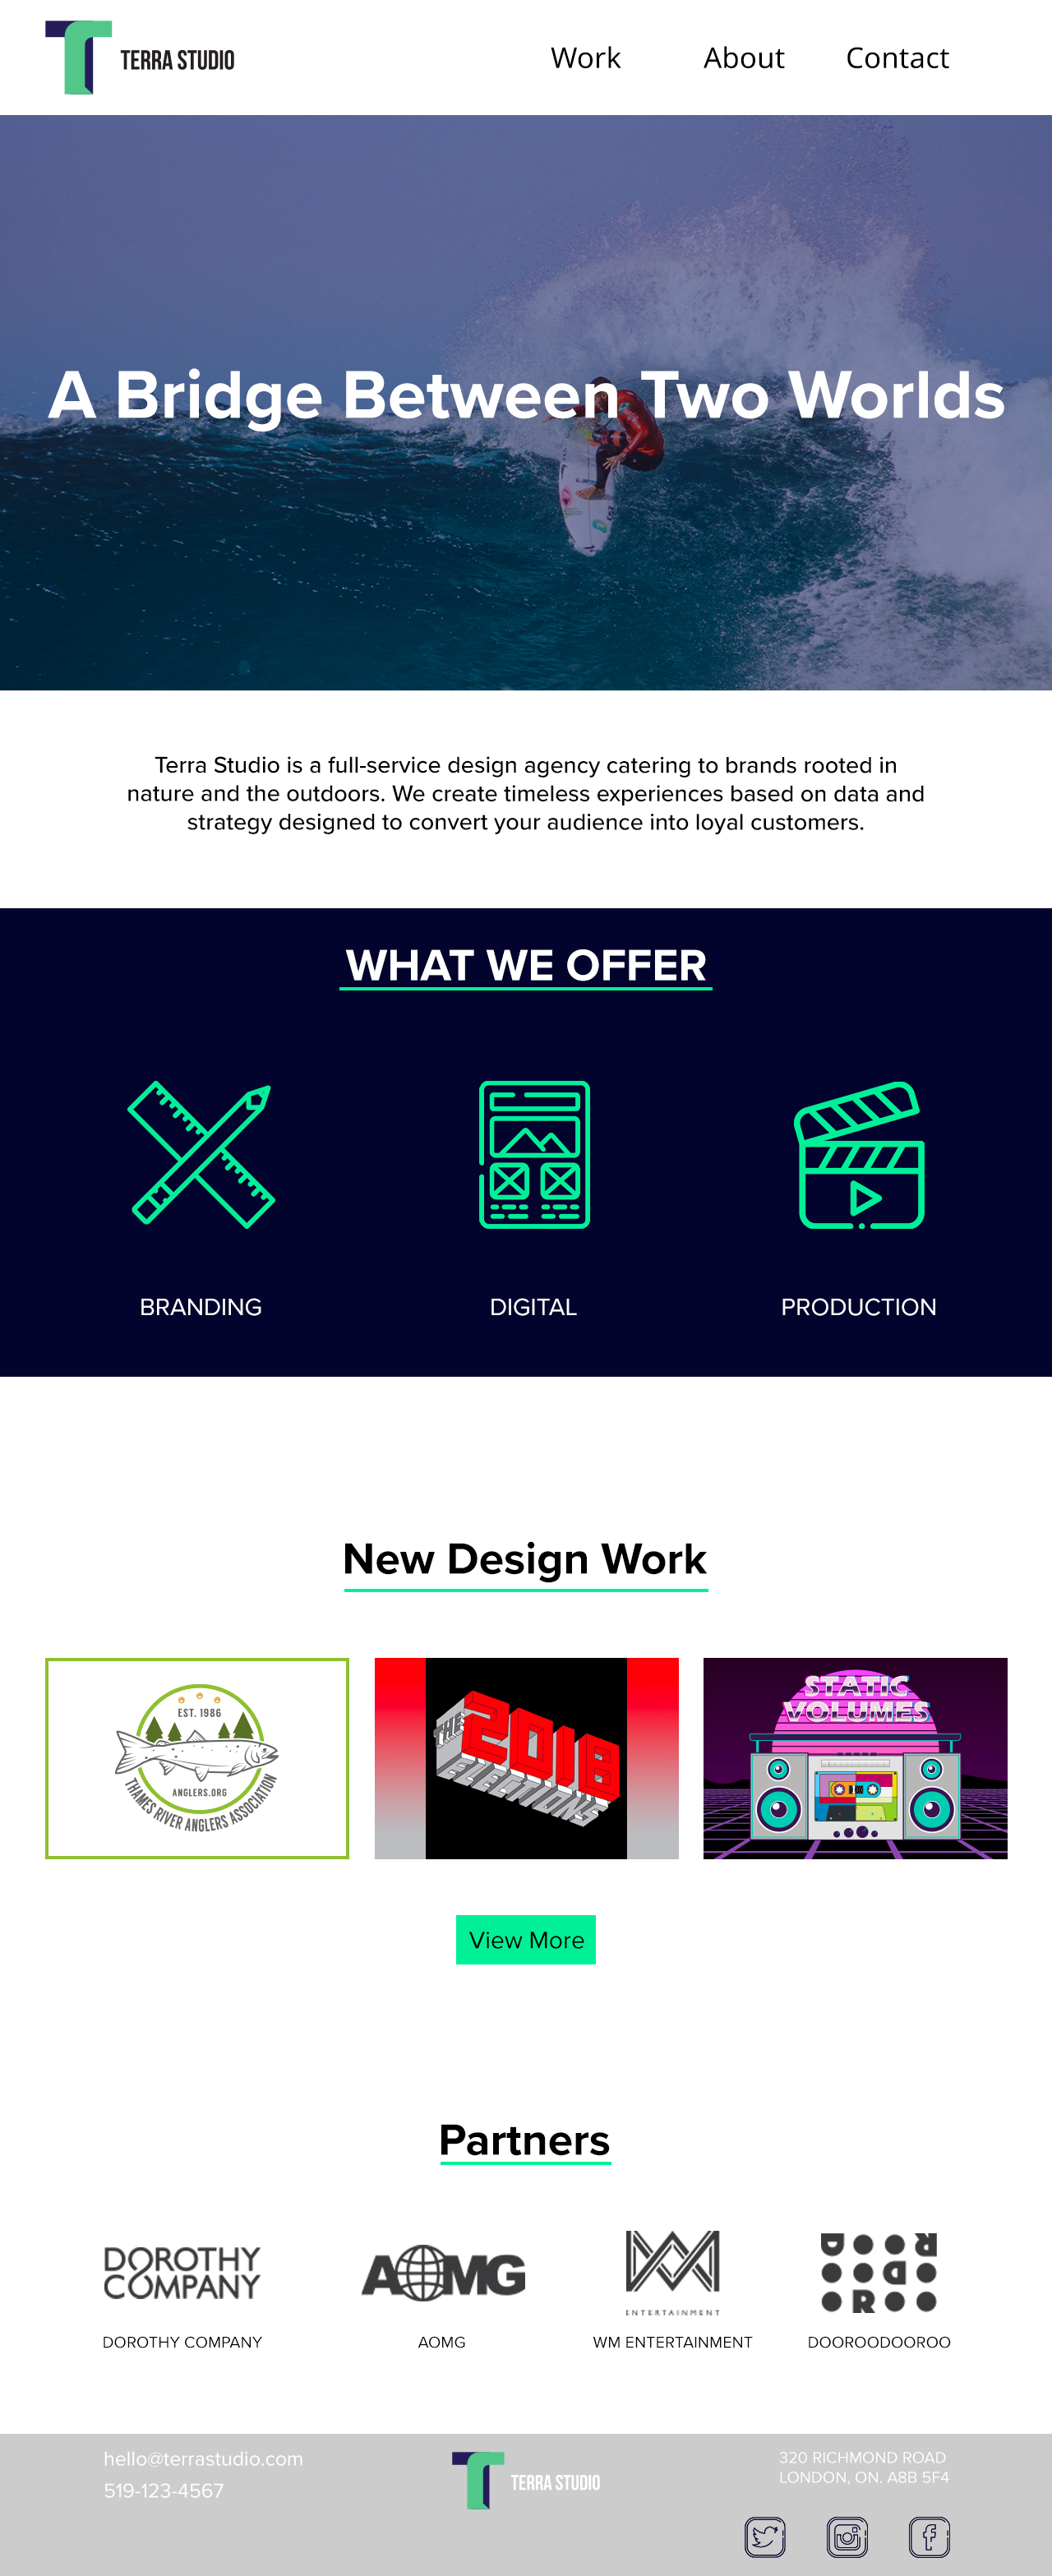 TERRA STUDIO
Work
About
Contact
A Bridge Between Two Worlds
Terra Studio is a full-service design agency catering to brands rooted in
nature and the outdoors. We create timeless experiences based on data and
strategy designed to convert your audience into loyal customers.
WHAT WE OFFER
BRANDING
DIGITAL
PRODUCTION
New Design Work
EST. 1986
ANGLERS.ORG
THAMES RIVER ANGLERS ASSOCIATION
THE
2018
ELECTIONS
STATIC
VOLUMES
View More
Partners
DOROTHY
COMPANY
AOMG
WM
ENTERTAINMENT
DOOR
OODO
OROO
DOROTHY COMPANY
AOMG
WM ENTERTAINMENT
DOOROODOOROO
hello@terrastudio.com
519-123-4567
TERRA STUDIO
320 RICHMOND ROAD
LONDON, ON. A8B 5F4